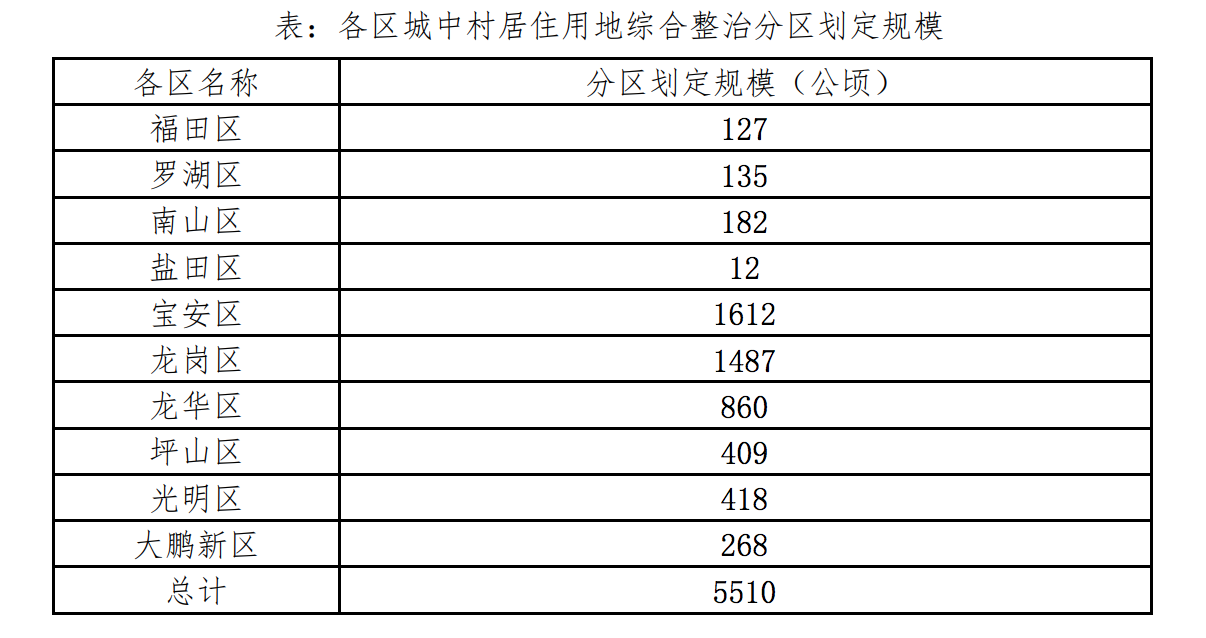 表：各区城中村居住用地综合整治分区划定规模
各区名称 分区划定规模（公顷）
福田区 127
罗湖区 135
南山区 182
盐田区 12
宝安区 1612
龙岗区 1487
龙华区 860
坪山区 409
光明区 418
大鹏新区 268
总计 5510